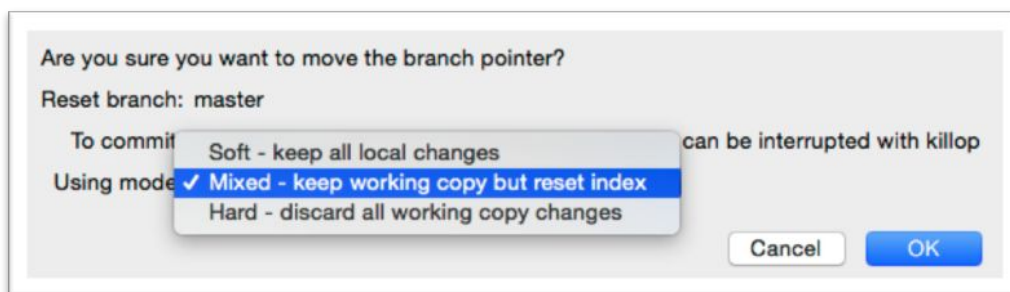 Are you sure you want to move the branch pointer?
Reset branch: master
To commit can be interrupted with killop
Soft - keep all local changes
Using mode ✓ Mixed - keep working copy but reset index
Hard - discard all working copy changes
Cancel OK